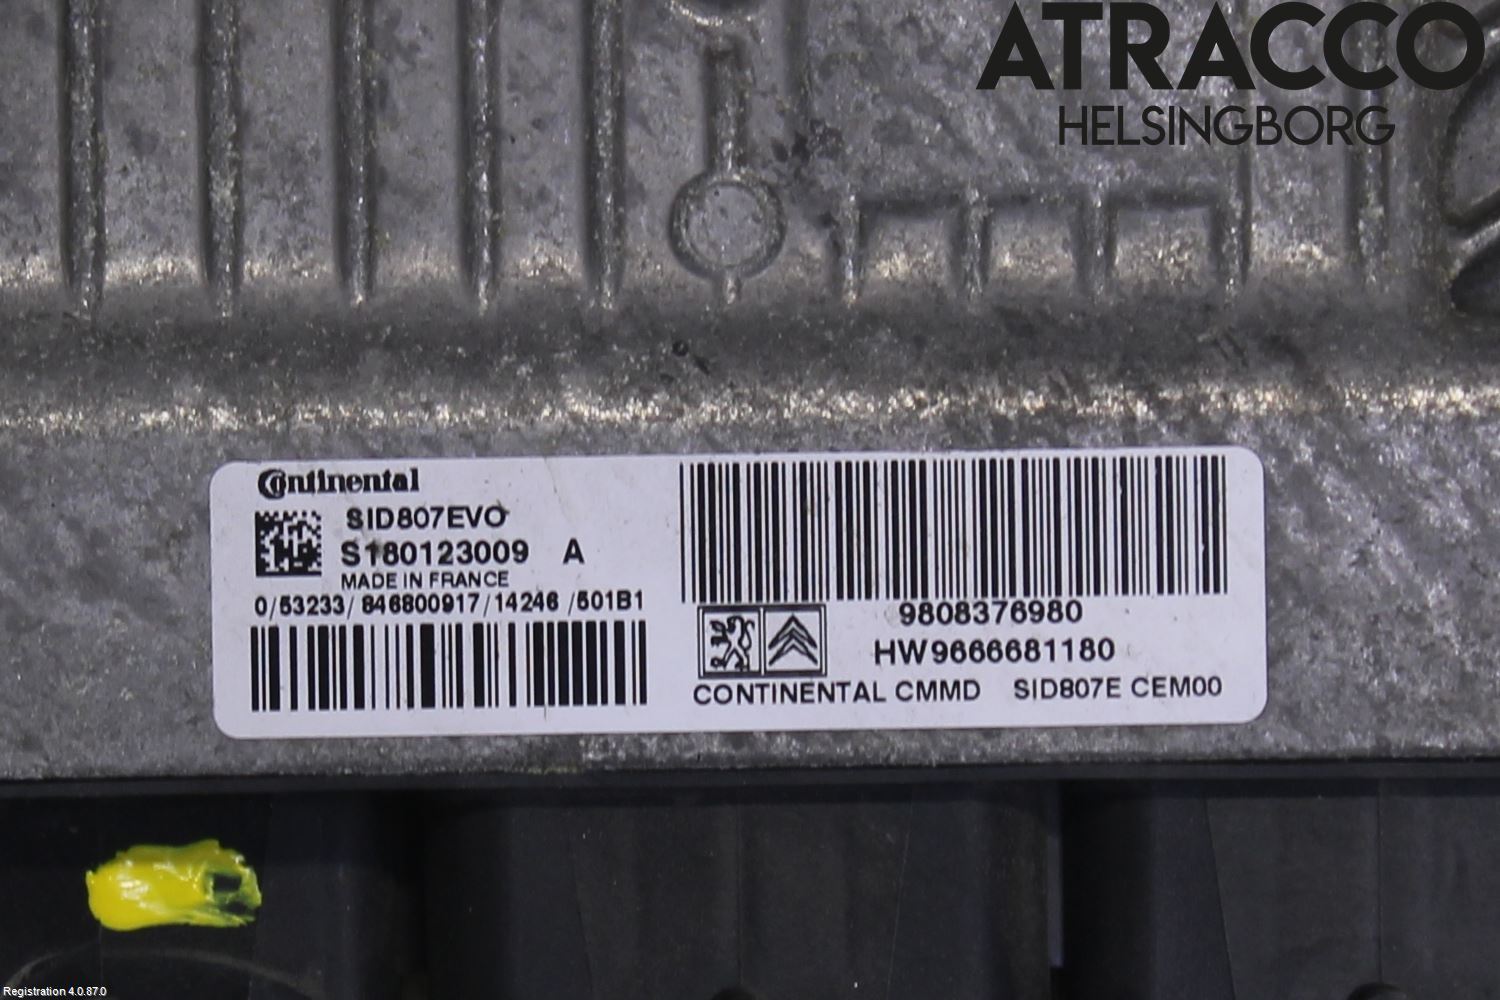 ATRACCO
HELSINGBORG
Continental
SID807EVO
S180123009 A
MADE IN FRANCE
0/53233/846800917/14246 /501B1
9808376980
HW9666681180
CONTINENTAL CMMD SID807E CEM00
Registration 4.0.87.0